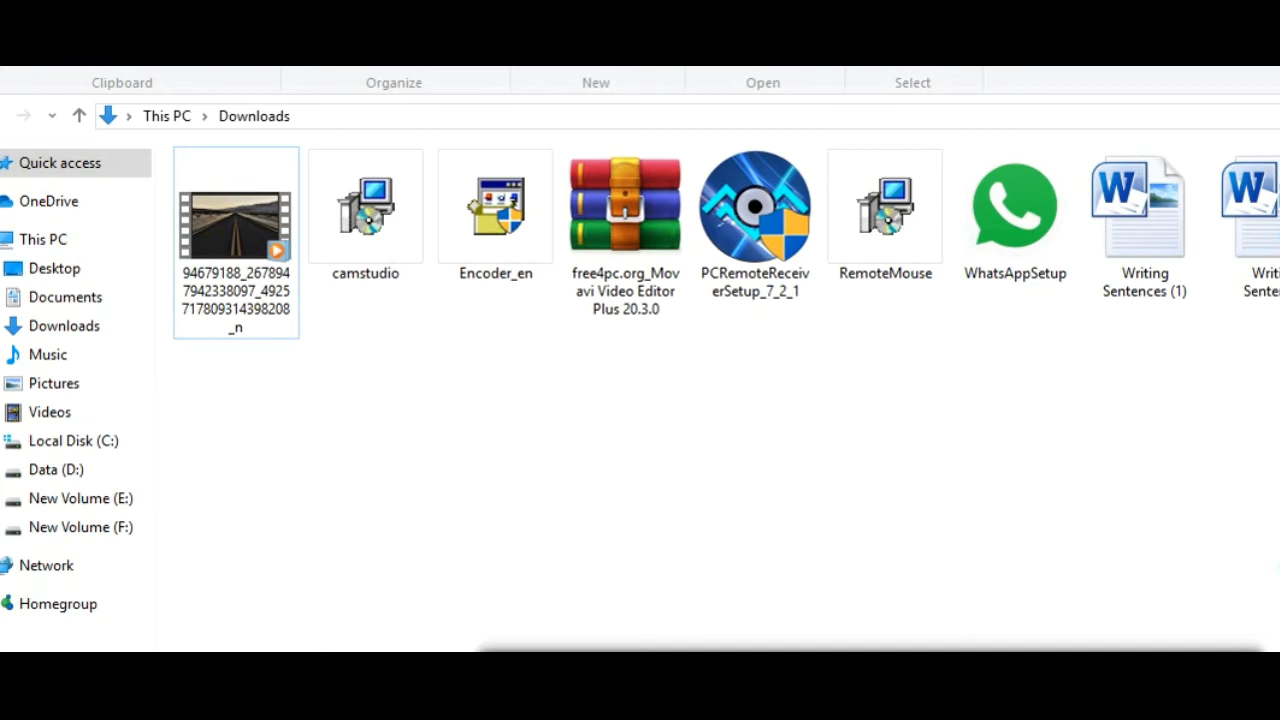 Clipboard
Organize
New
Open
Select
This PC
Downloads
Quick access
OneDrive
This PC
Desktop
Documents
Downloads
Music
Pictures
Videos
Local Disk (C:)
Data (D:)
New Volume (E:)
New Volume (F:)
Network
Homegroup
94679188_267894
7942338097_4925
717809314398208
_n
camstudio
Encoder_en
free4pc.org_Mov
avi Video Editor
Plus 20.3.0
PCRemoteReceiv
erSetup_7_2_1
RemoteMouse
WhatsAppSetup
W
Writing
Sentences (1)
W